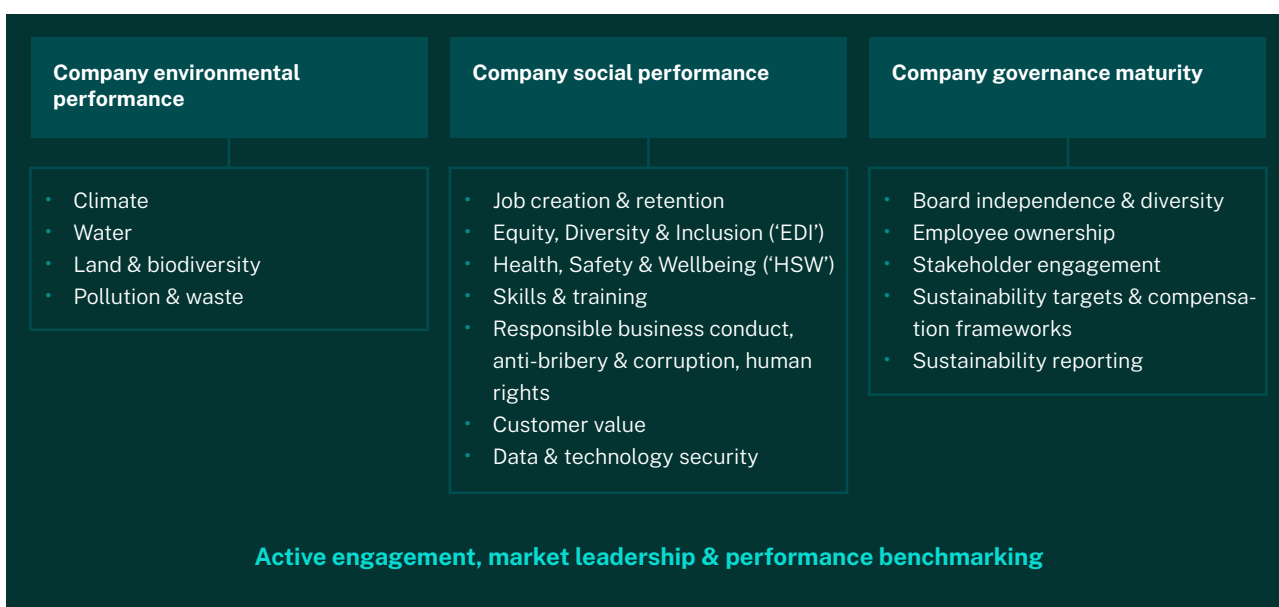 Company environmental
performance
• Climate
• Water
• Land & biodiversity
• Pollution & waste
Company social performance
• Job creation & retention
• Equity, Diversity & Inclusion (‘EDI’)
• Health, Safety & Wellbeing (‘HSW’)
• Skills & training
• Responsible business conduct,
anti-bribery & corruption, human
rights
• Customer value
• Data & technology security
Company governance maturity
• Board independence & diversity
• Employee ownership
• Stakeholder engagement
• Sustainability targets & compensa-
tion frameworks
• Sustainability reporting
Active engagement, market leadership & performance benchmarking